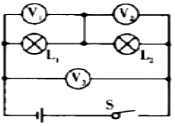 V₁ V₂
L₁ L₂
V₃
S